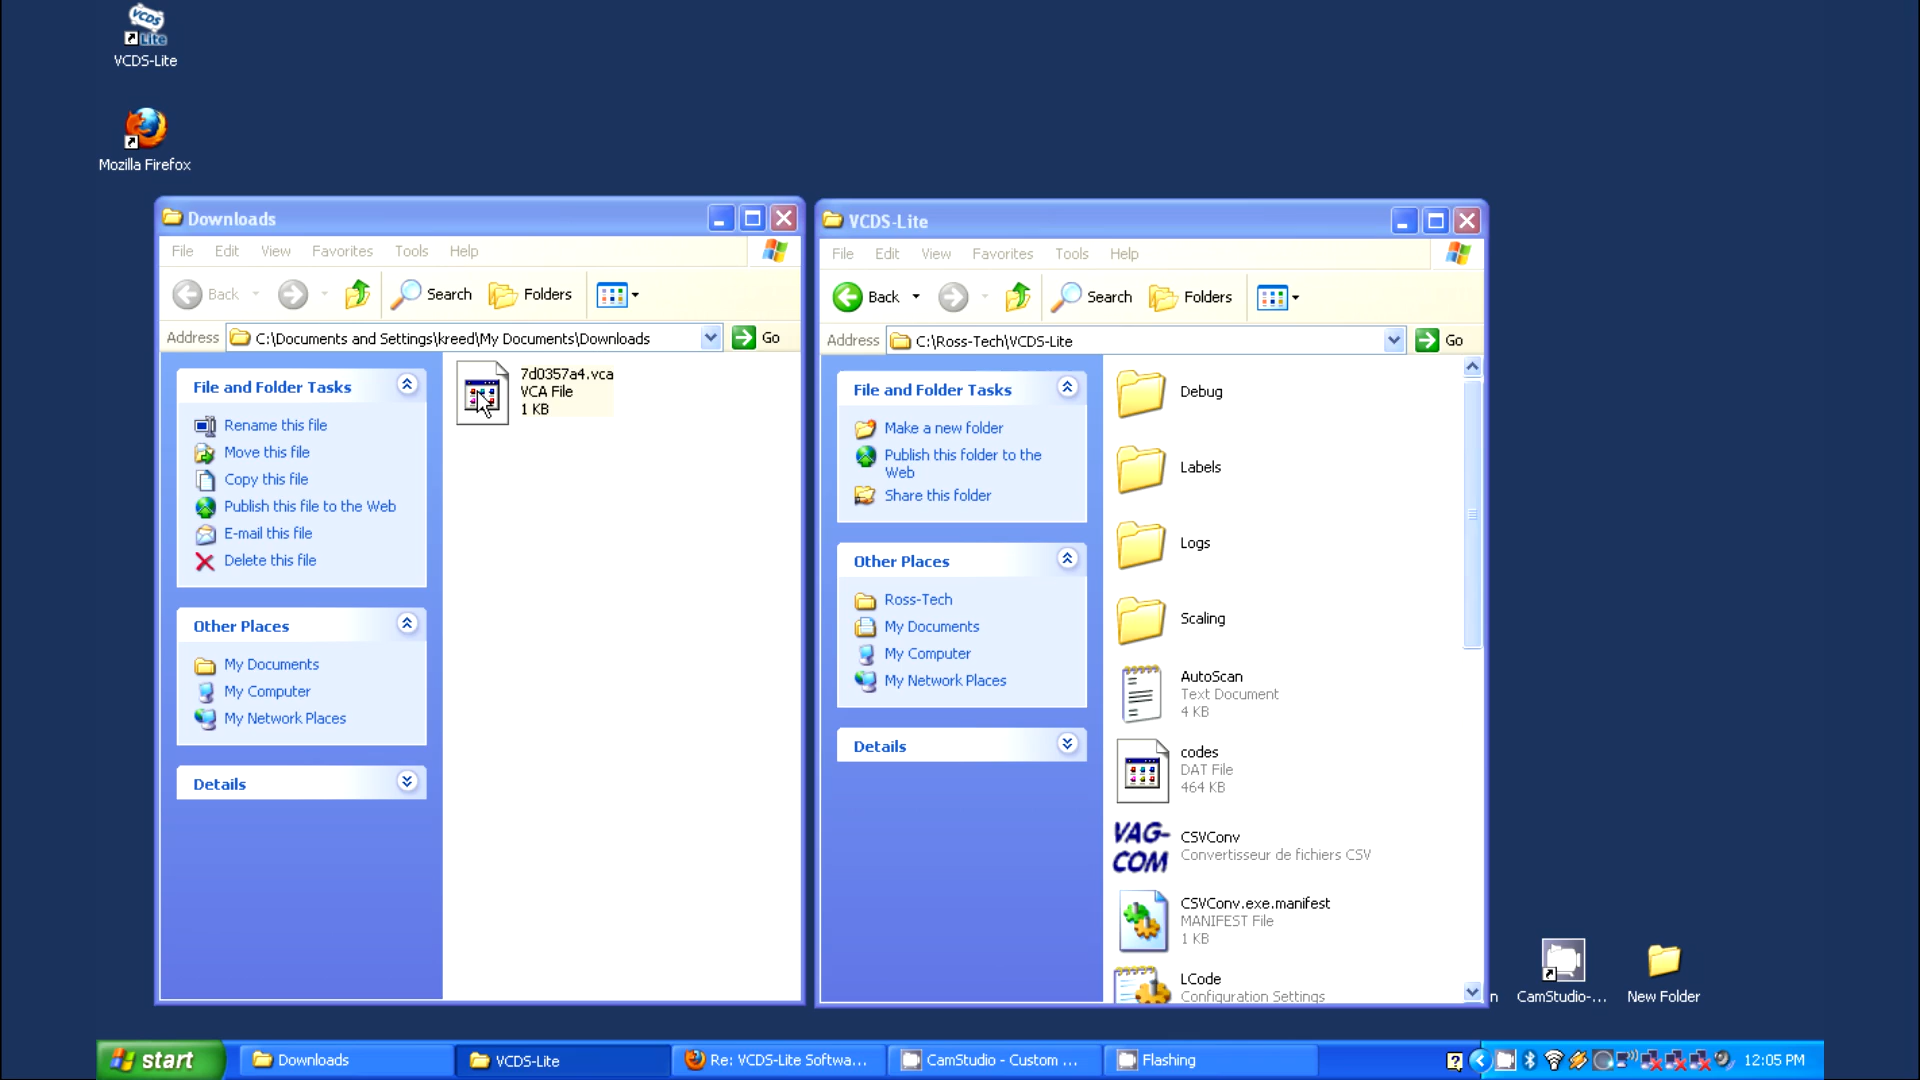 VCDS
Lite
VCDS-Lite
Mozilla Firefox
Downloads
File Edit View Favorites Tools Help
Back Search Folders
Address C:\Documents and Settings\kreed\My Documents\Downloads Go
File and Folder Tasks
Rename this file
Move this file
Copy this file
Publish this file to the Web
E-mail this file
Delete this file
Other Places
My Documents
My Computer
My Network Places
Details
7d0357a4.vca
VCA File
1 KB
VCDS-Lite
File Edit View Favorites Tools Help
Back Search Folders
Address C:\Ross-Tech\VCDS-Lite Go
File and Folder Tasks
Make a new folder
Publish this folder to the
Web
Share this folder
Other Places
Ross-Tech
My Documents
My Computer
My Network Places
Details
Debug
Labels
Logs
Scaling
AutoScan
Text Document
4 KB
codes
DAT File
464 KB
VAG-
COM
CSVConv
Convertisseur de fichiers CSV
CSVConv.exe.manifest
MANIFEST File
1 KB
LCode
Configuration Settings
n
CamStudio-...
New Folder
start
Downloads
VCDS-Lite
Re: VCDS-Lite Softwa...
CamStudio - Custom ...
Flashing
12:05 PM